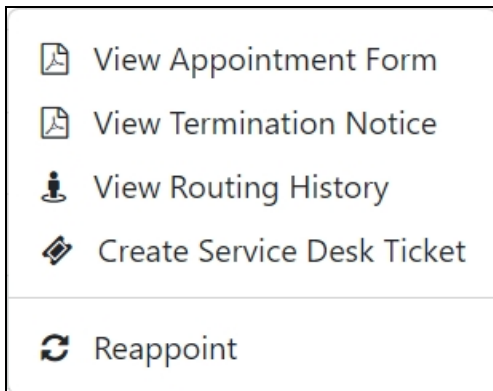 View Appointment Form
View Termination Notice
View Routing History
Create Service Desk Ticket
Reappoint